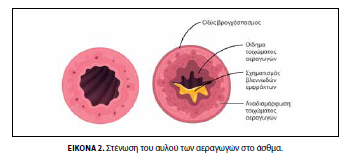 Οξύς βρογχόσπασμος
Οίδημα
τοιχώματος
αεραγωγών
Σχηματισμός
βλεννωδών
εμφράκτων
Αναδιαμόρφωση
τοιχώματος
αεραγωγών
ΕΙΚΟΝΑ 2. Στένωση του αυλού των αεραγωγών στο άσθμα.